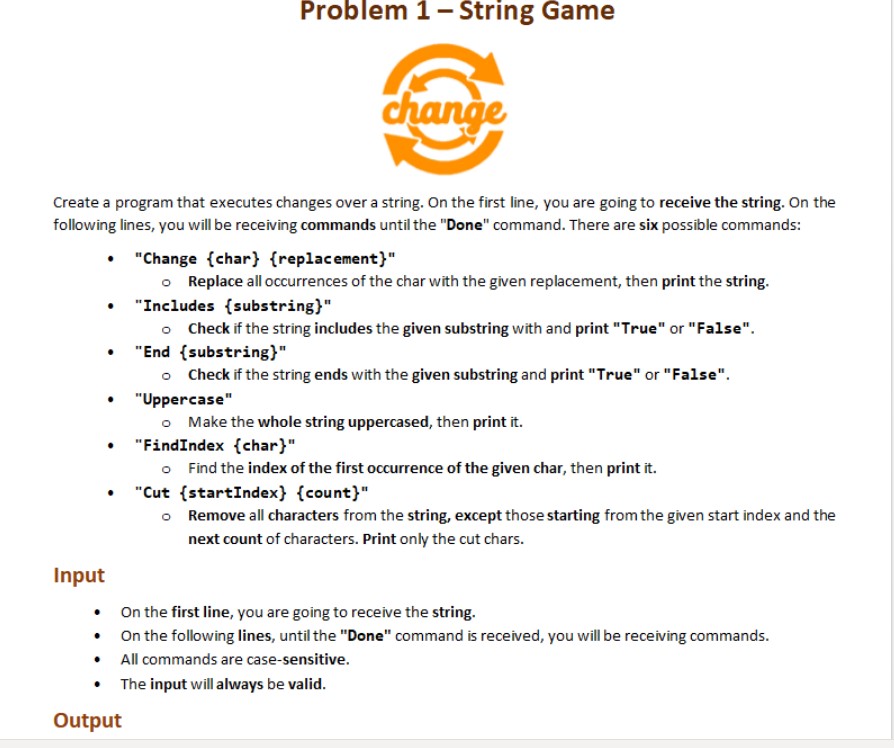 Problem 1 – String Game
change
Create a program that executes changes over a string. On the first line, you are going to receive the string. On the
following lines, you will be receiving commands until the "Done" command. There are six possible commands:
• "Change {char} {replacement}"
o Replace all occurrences of the char with the given replacement, then print the string.
• "Includes {substring}"
o Check if the string includes the given substring with and print "True" or "False".
• "End {substring}"
o Check if the string ends with the given substring and print "True" or "False".
• "Uppercase"
o Make the whole string uppercased, then print it.
• "FindIndex {char}"
o Find the index of the first occurrence of the given char, then print it.
• "Cut {startIndex} {count}"
o Remove all characters from the string, except those starting from the given start index and the
next count of characters. Print only the cut chars.
Input
• On the first line, you are going to receive the string.
• On the following lines, until the "Done" command is received, you will be receiving commands.
• All commands are case-sensitive.
• The input will always be valid.
Output